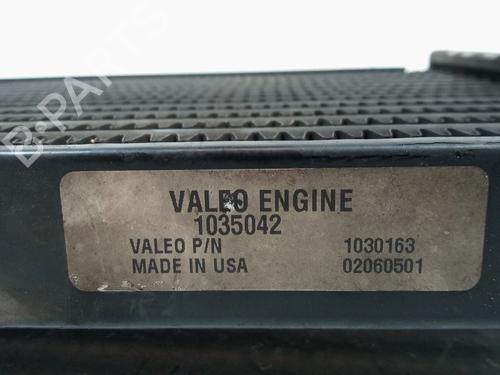 VALEO ENGINE
1035042
VALEO P/N 1030163
MADE IN USA 02060501
B-PARTS